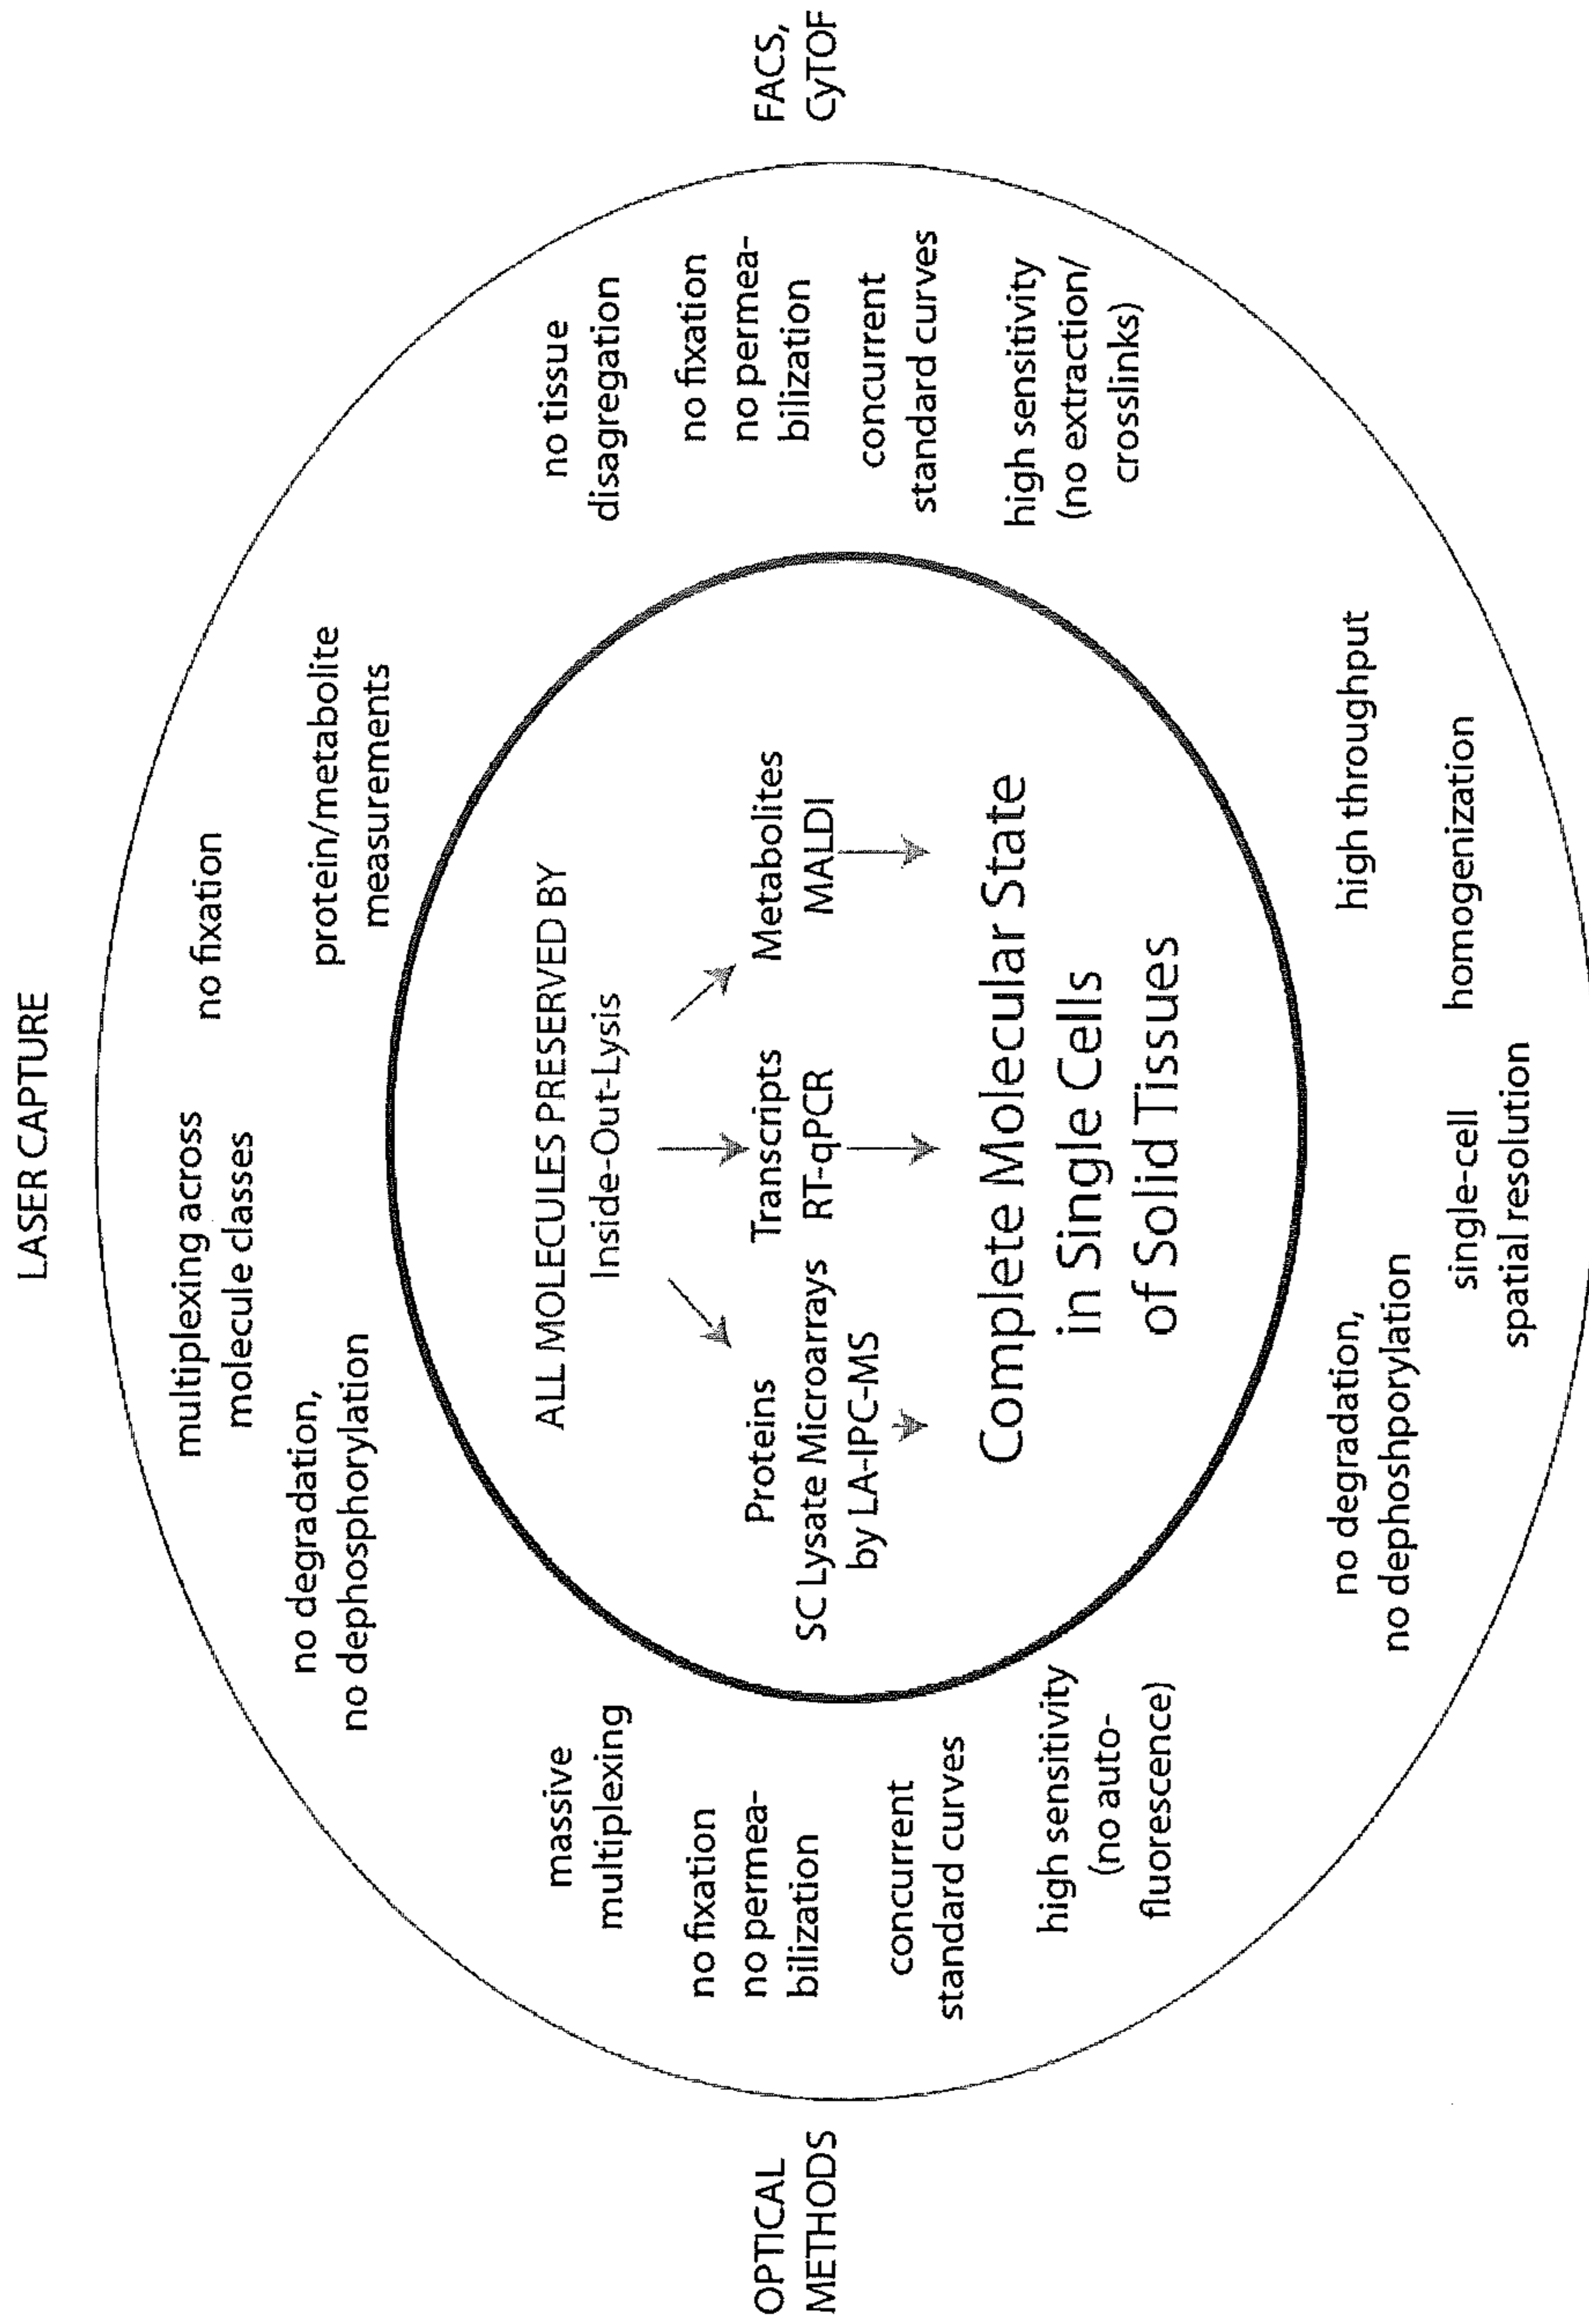 LASER CAPTURE
multiplexing across
molecule classes
no fixation
no degradation,
no dephosphorylation
protein/metabolite
measurements
OPTICAL
METHODS
massive
multiplexing
no fixation
no permea-
bilization
concurrent
standard curves
high sensitivity
(no auto-
fluorescence)
ALL MOLECULES PRESERVED BY
Inside-Out-Lysis
Proteins
SC Lysate Microarrays
by LA-IPC-MS
Transcripts
RT-qPCR
Metabolites
MALDI
Complete Molecular State
in Single Cells
of Solid Tissues
no tissue
disagregation
no fixation
no permea-
bilization
concurrent
standard curves
high sensitivity
(no extraction/
crosslinks)
FACS,
CyTOF
no degradation,
no dephoshporylation
high throughput
single-cell
spatial resolution
homogenization